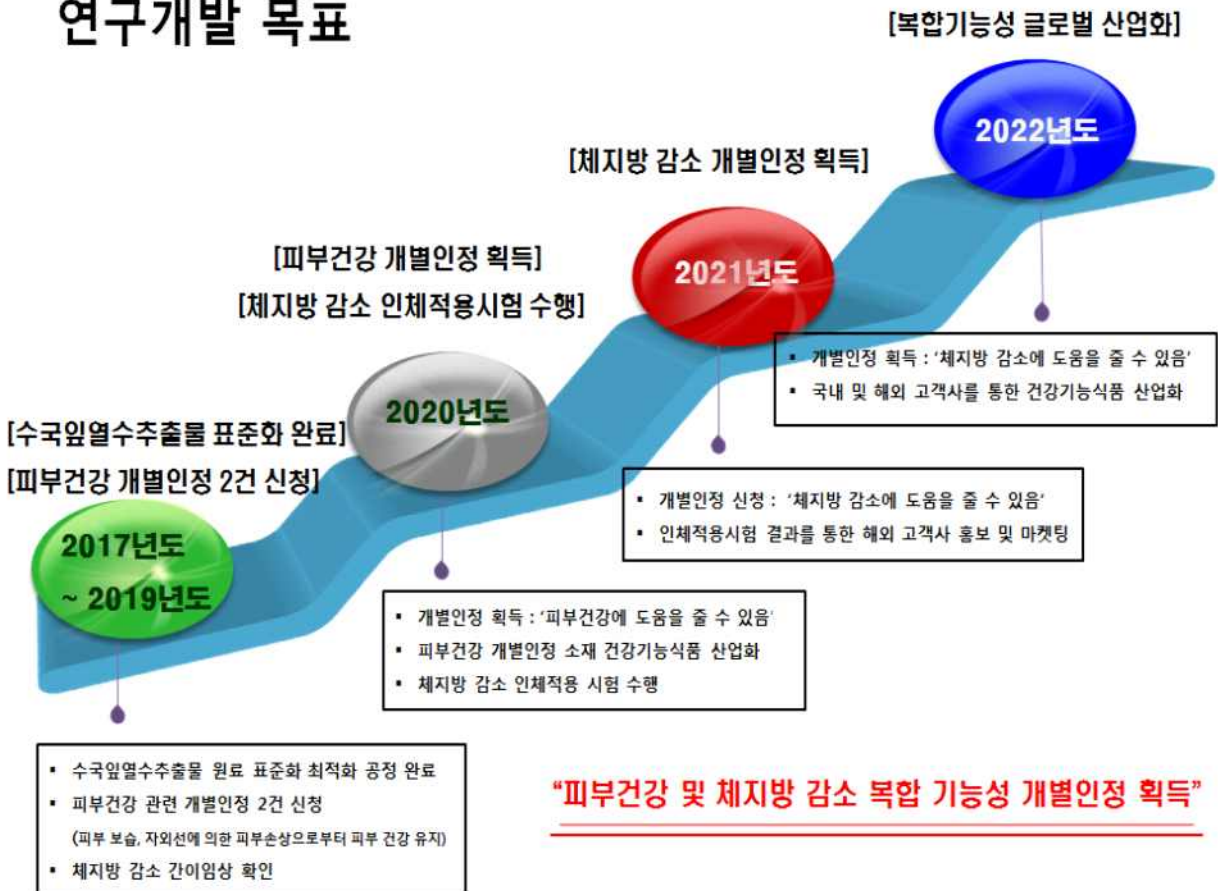 연구개발 목표
[복합기능성 글로벌 산업화]
2022년도
[체지방 감소 개별인정 획득]
2021년도
[피부건강 개별인정 획득]
[체지방 감소 인체적용시험 수행]
2020년도
[수국잎열수추출물 표준화 완료]
[피부건강 개별인정 2건 신청]
2017년도
~ 2019년도
▪ 개별인정 획득 : '체지방 감소에 도움을 줄 수 있음'
▪ 국내 및 해외 고객사를 통한 건강기능식품 산업화
▪ 개별인정 신청 : '체지방 감소에 도움을 줄 수 있음'
▪ 인체적용시험 결과를 통한 해외 고객사 홍보 및 마켓팅
▪ 개별인정 획득 : '피부건강에 도움을 줄 수 있음'
▪ 피부건강 개별인정 소재 건강기능식품 산업화
▪ 체지방 감소 인체적용 시험 수행
▪ 수국잎열수추출물 원료 표준화 최적화 공정 완료
▪ 피부건강 관련 개별인정 2건 신청
(피부 보습, 자외선에 의한 피부손상으로부터 피부 건강 유지)
▪ 체지방 감소 간이임상 확인
“피부건강 및 체지방 감소 복합 기능성 개별인정 획득”